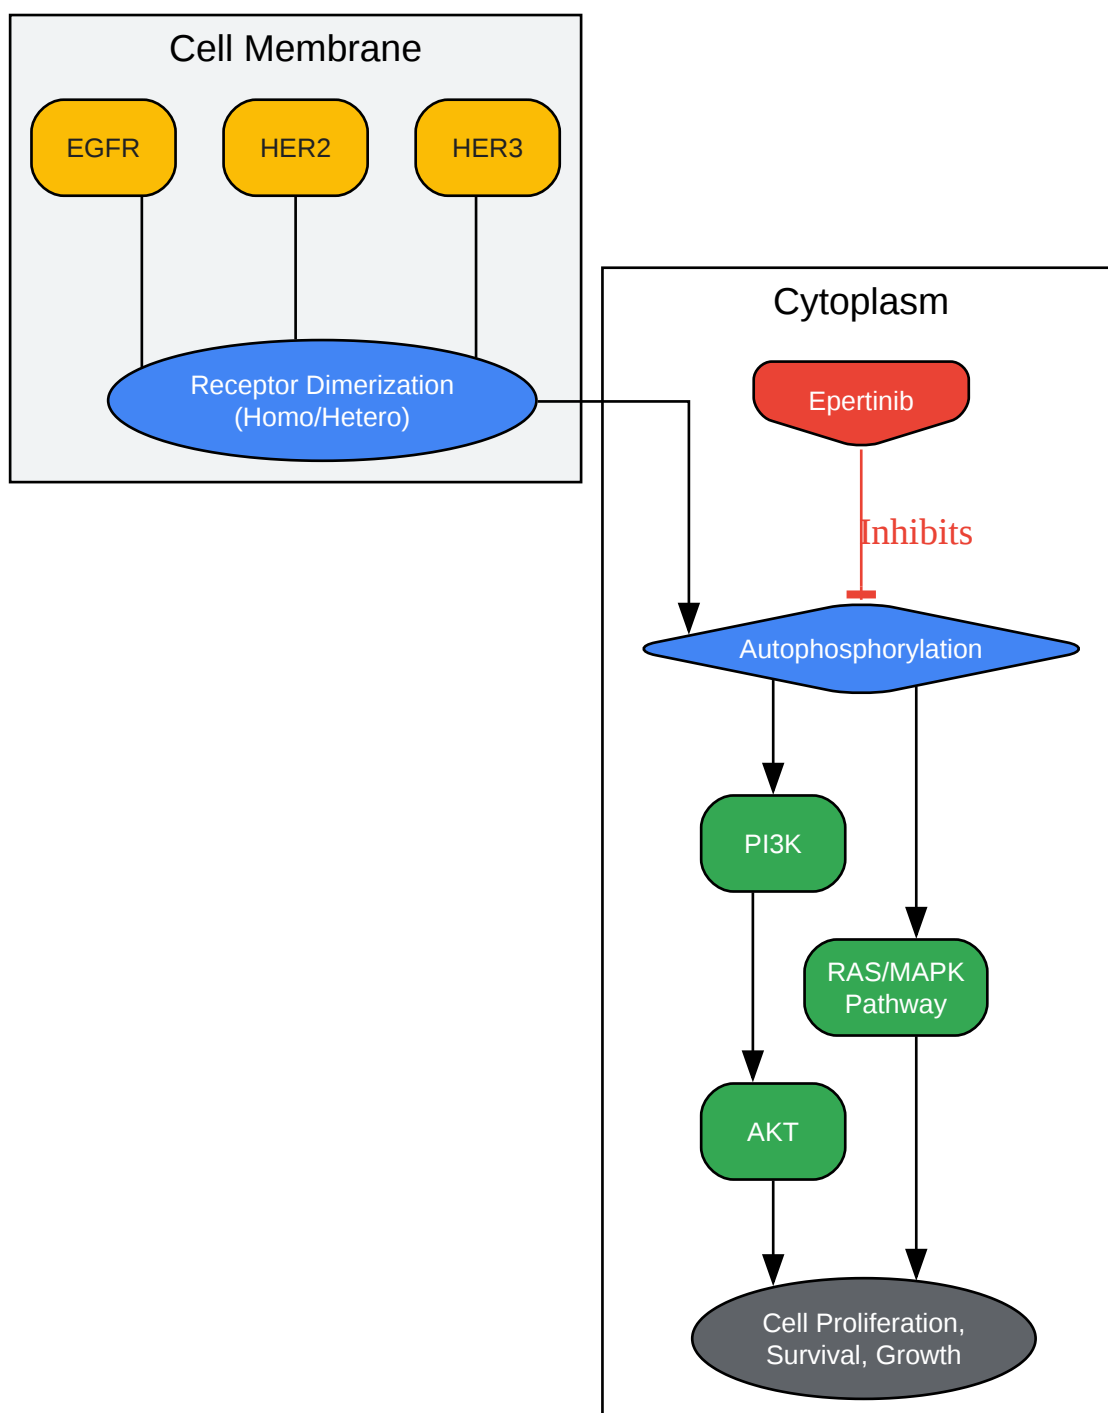 Cell Membrane
EGFR
HER2
HER3
Receptor Dimerization
(Homo/Hetero)
Cytoplasm
Epertinib
Inhibits
Autophosphorylation
PI3K
RAS/MAPK
Pathway
AKT
Cell Proliferation,
Survival, Growth